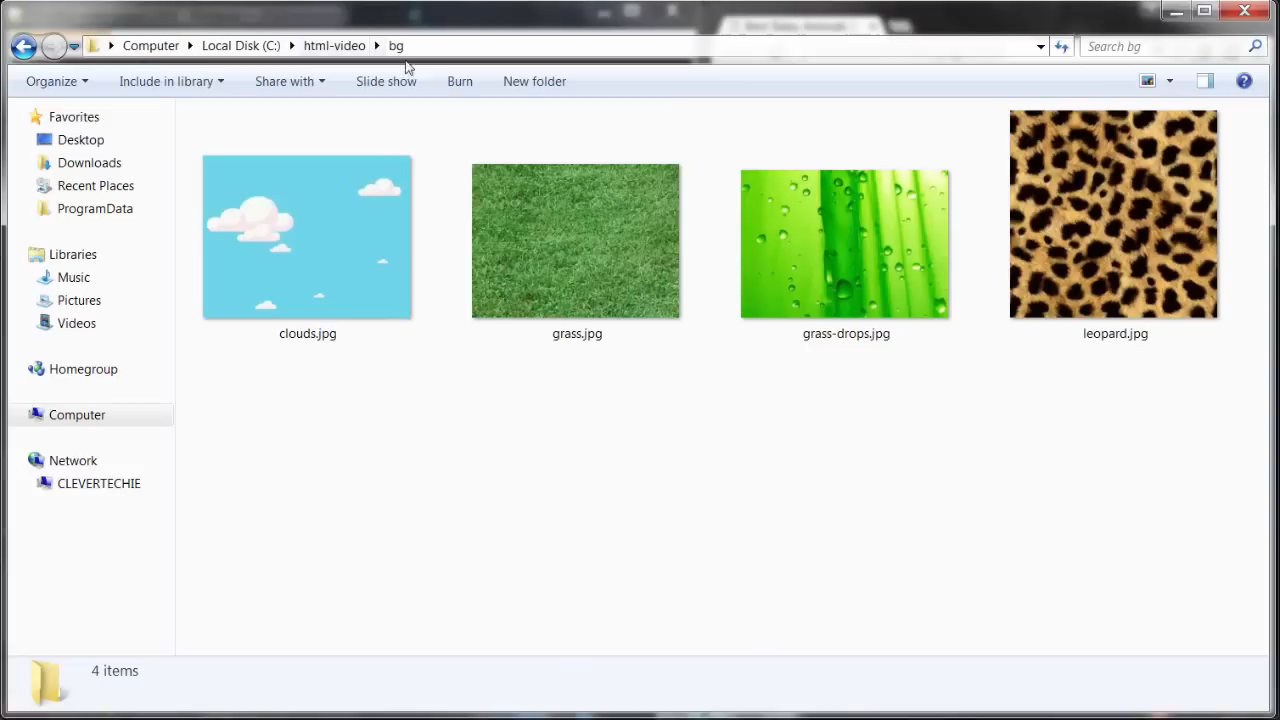 Computer Local Disk (C:) html-video bg Search bg
Organize Include in library Share with Slide show Burn New folder
Favorites
Desktop
Downloads
Recent Places
ProgramData
Libraries
Music
Pictures
Videos
Homegroup
Computer
Network
CLEVERTECHIE
clouds.jpg grass.jpg grass-drops.jpg leopard.jpg
4 items